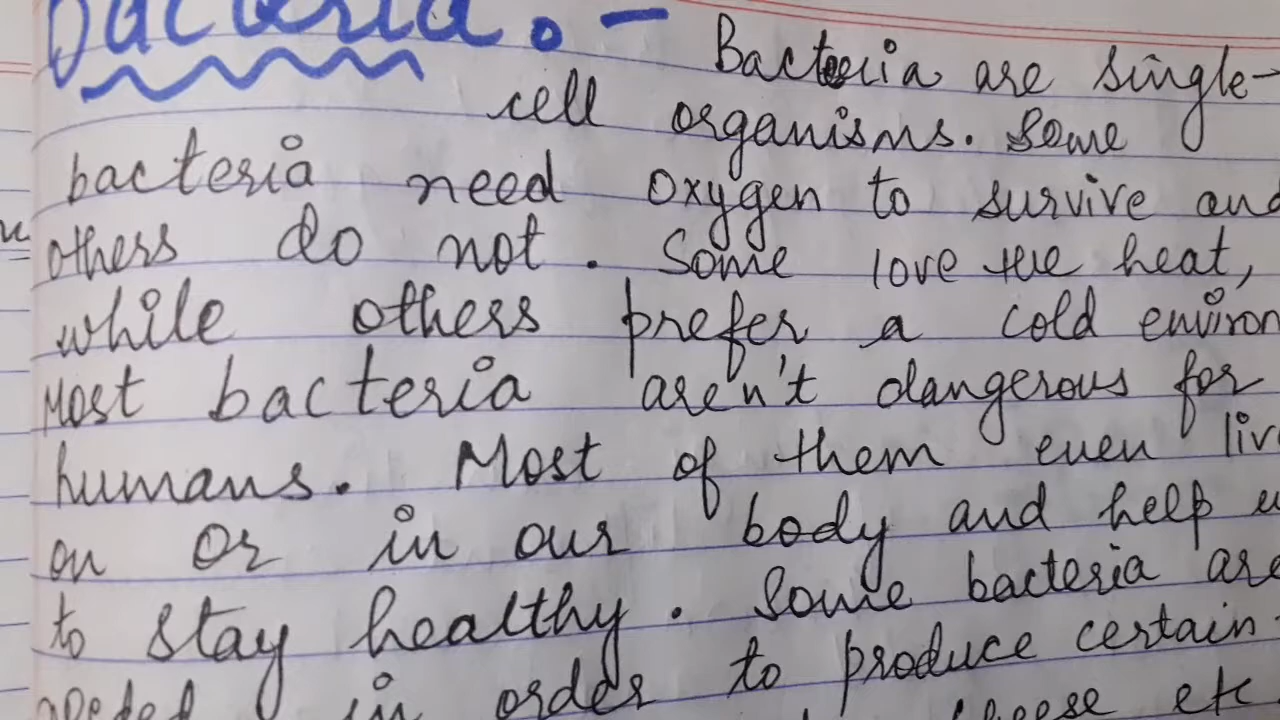 Bacteria. -
Bacteria are single-
cell organisms. Some
bacteria need oxygen to survive and
others do not. Some love the heat,
while others prefer a cold environ
Most bacteria aren't dangerous for
humans. Most of them even liv
on or in our body and help u
to stay healthy. Some bacteria are
needed in order to produce certain
cheese etc